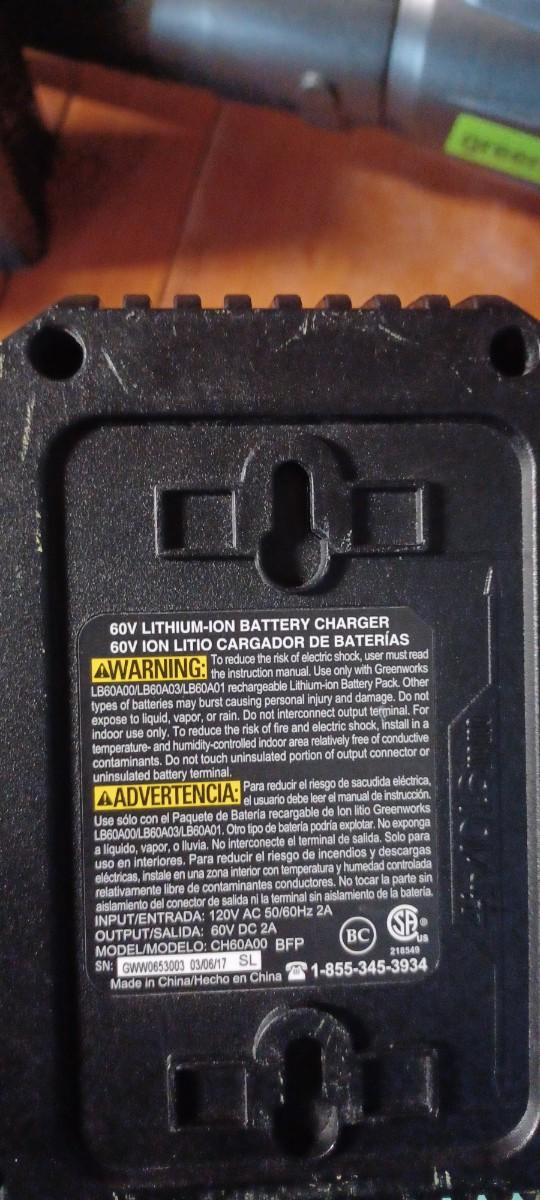 green
60V LITHIUM-ION BATTERY CHARGER
60V ION LITIO CARGADOR DE BATERÍAS
WARNING: To reduce the risk of electric shock, user must read
the instruction manual. Use only with Greenworks
LB60A00/LB60A03/LB60A01 rechargeable Lithium-ion Battery Pack. Other
types of batteries may burst causing personal injury and damage. Do not
expose to liquid, vapor, or rain. Do not interconnect output terminal. For
indoor use only. To reduce the risk of fire and electric shock, install in a
temperature- and humidity-controlled indoor area relatively free of conductive
contaminants. Do not touch uninsulated portion of output connector or
uninsulated battery terminal.
ADVERTENCIA: Para reducir el riesgo de sacudida eléctrica,
el usuario debe leer el manual de instrucción.
Use sólo con el Paquete de Batería recargable de Ion litio Greenworks
LB60A00/LB60A03/LB60A01. Otro tipo de batería podría explotar. No exponga
a líquido, vapor, o lluvia. No interconecte el terminal de salida. Solo para
uso en interiores. Para reducir el riesgo de incendios y descargas
eléctricas, instale en una zona interior con temperatura y humedad controlada
relativamente libre de contaminantes conductores. No tocar la parte sin
aislamiento del conector de salida ni la terminal sin aislamiento de la batería.
INPUT/ENTRADA: 120V AC 50/60Hz 2A
OUTPUT/SALIDA: 60V DC 2A
MODEL/MODELO: CH60A00 BFP
BC
SA ® US
218549
SN: GWW0653003 03/06/17 SL
Made in China/Hecho en China ☎ 1-855-345-3934